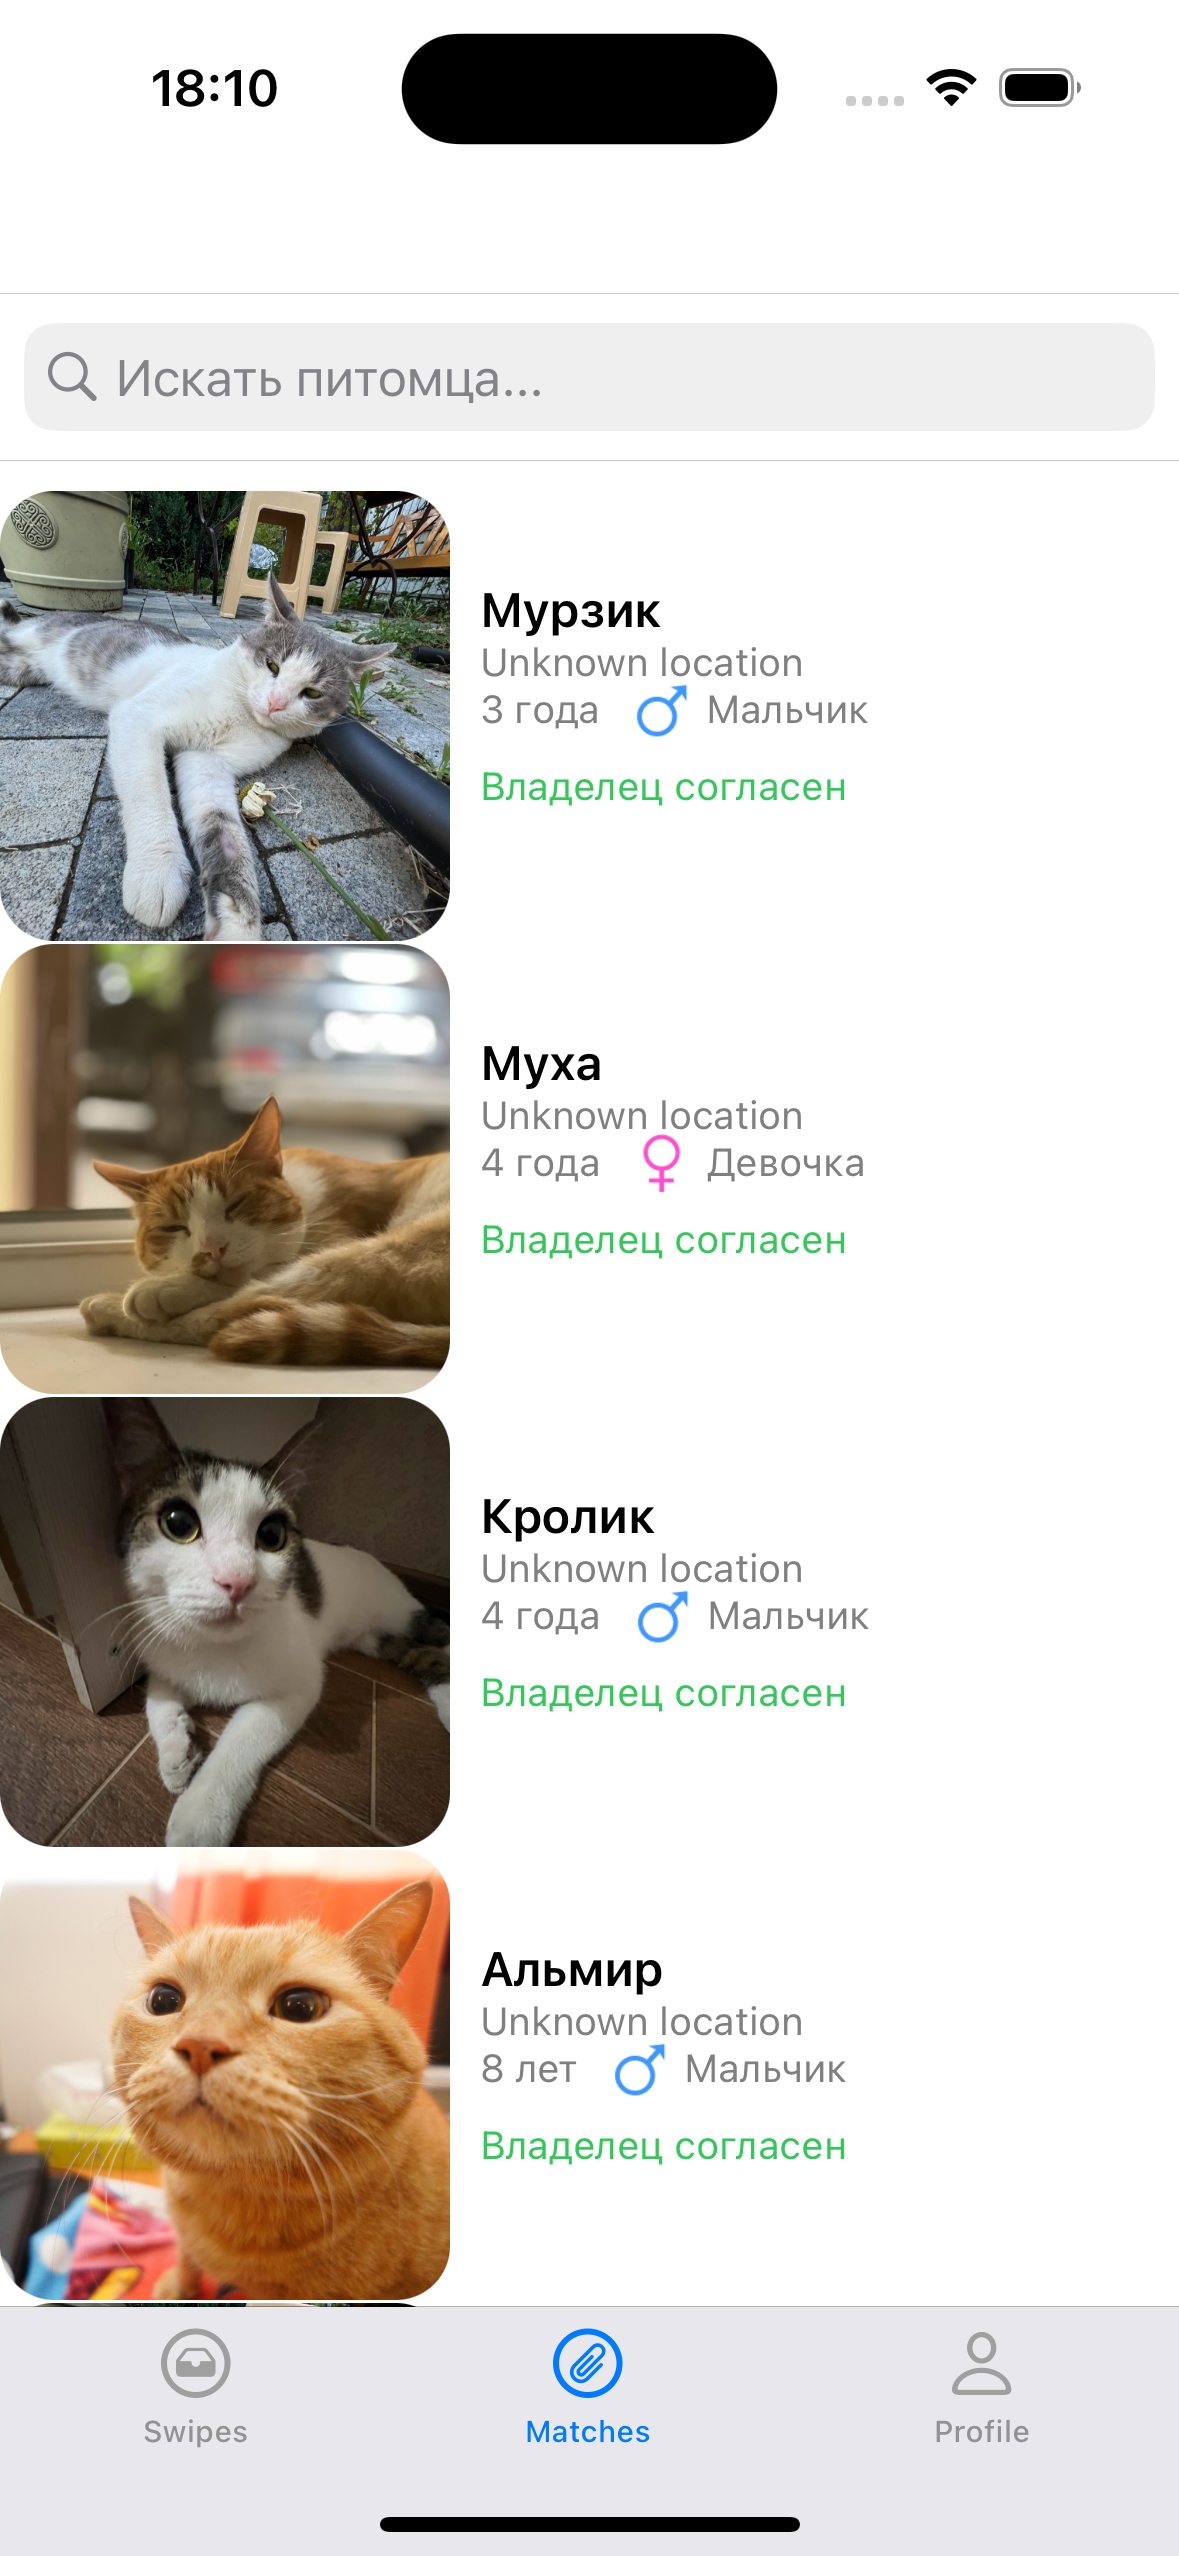 18:10
Искать питомца...
Мурзик
Unknown location
3 года Мальчик
Владелец согласен
Муха
Unknown location
4 года Девочка
Владелец согласен
Кролик
Unknown location
4 года Мальчик
Владелец согласен
Альмир
Unknown location
8 лет Мальчик
Владелец согласен
Swipes Matches Profile